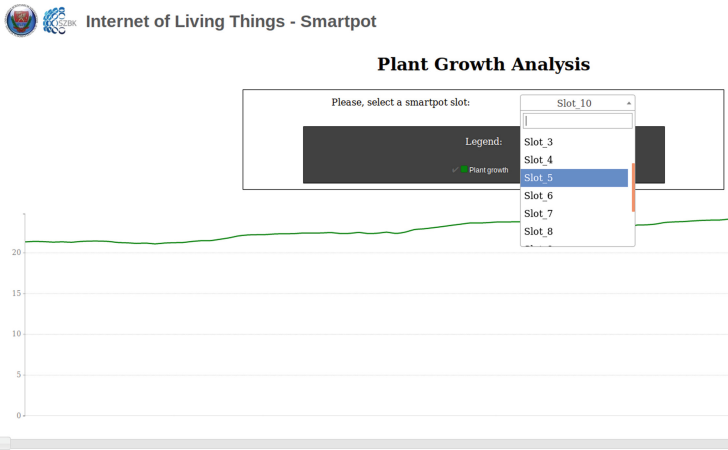 SZBK
Internet of Living Things - Smartpot
Plant Growth Analysis
Please, select a smartpot slot:
Slot_10
Legend:
Plant growth
Slot_3
Slot_4
Slot_5
Slot_6
Slot_7
Slot_8
20
15
10
5
0